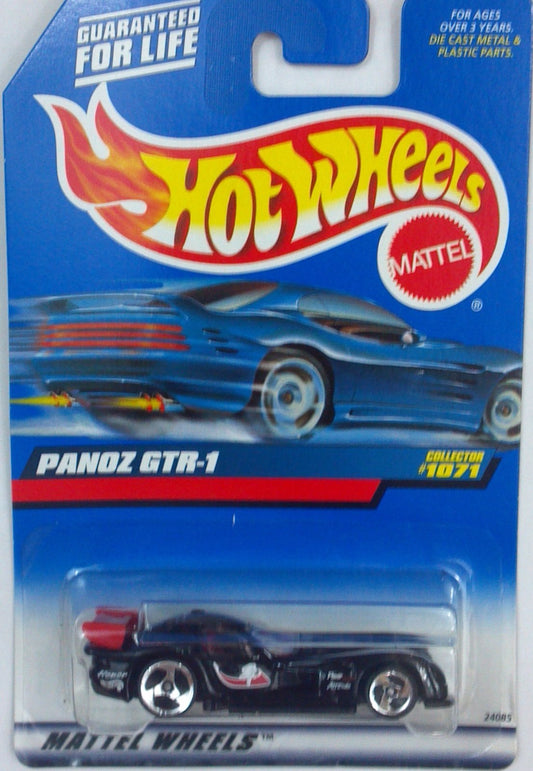 GUARANTEED
FOR LIFE
FOR AGES
OVER 3 YEARS.
DIE CAST METAL &
PLASTIC PARTS.
HOT WHEELS
MATTEL
®
PANOZ GTR-1
COLLECTOR
#1071
24085
MATTEL WHEELS™